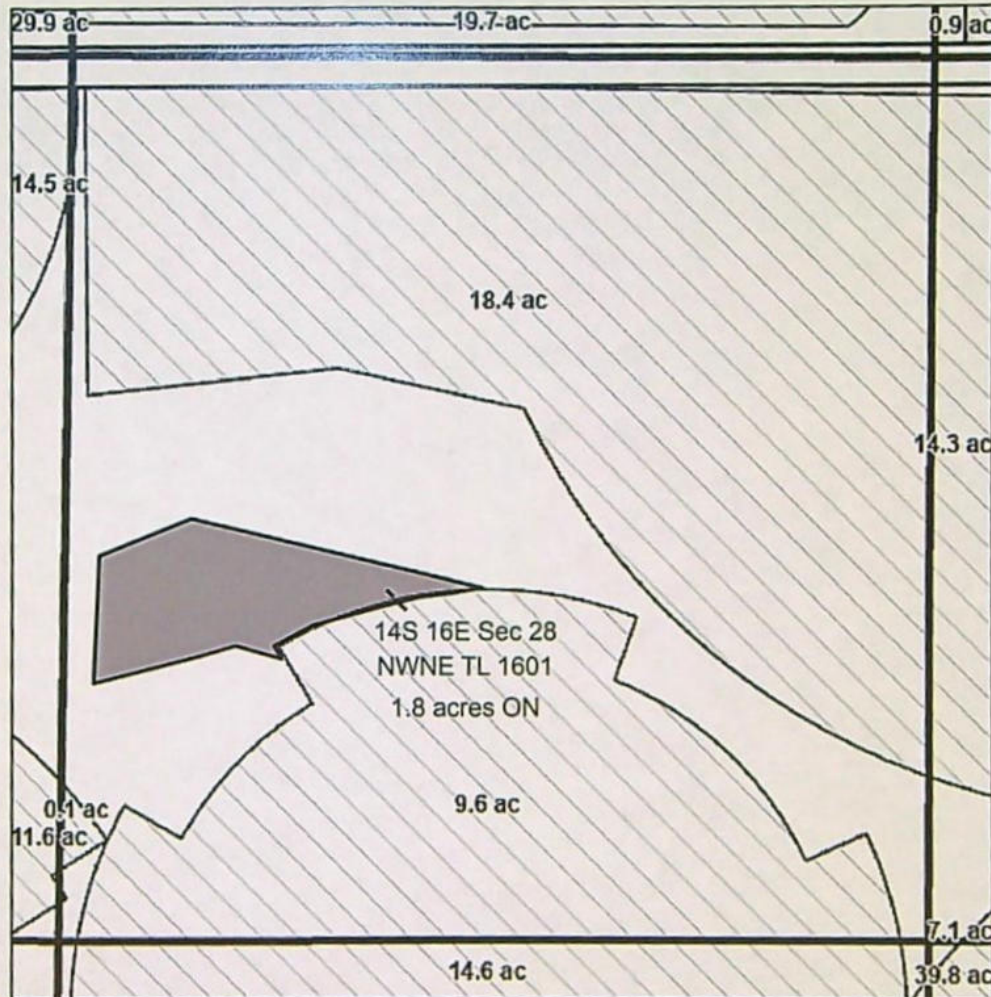 29.9 ac
19.7 ac
0.9 ac
14.5 ac
18.4 ac
14.3 ac
14S 16E Sec 28
NWNE TL 1601
1.8 acres ON
9.6 ac
0.1 ac
11.6 ac
7.1 ac
14.6 ac
39.8 ac